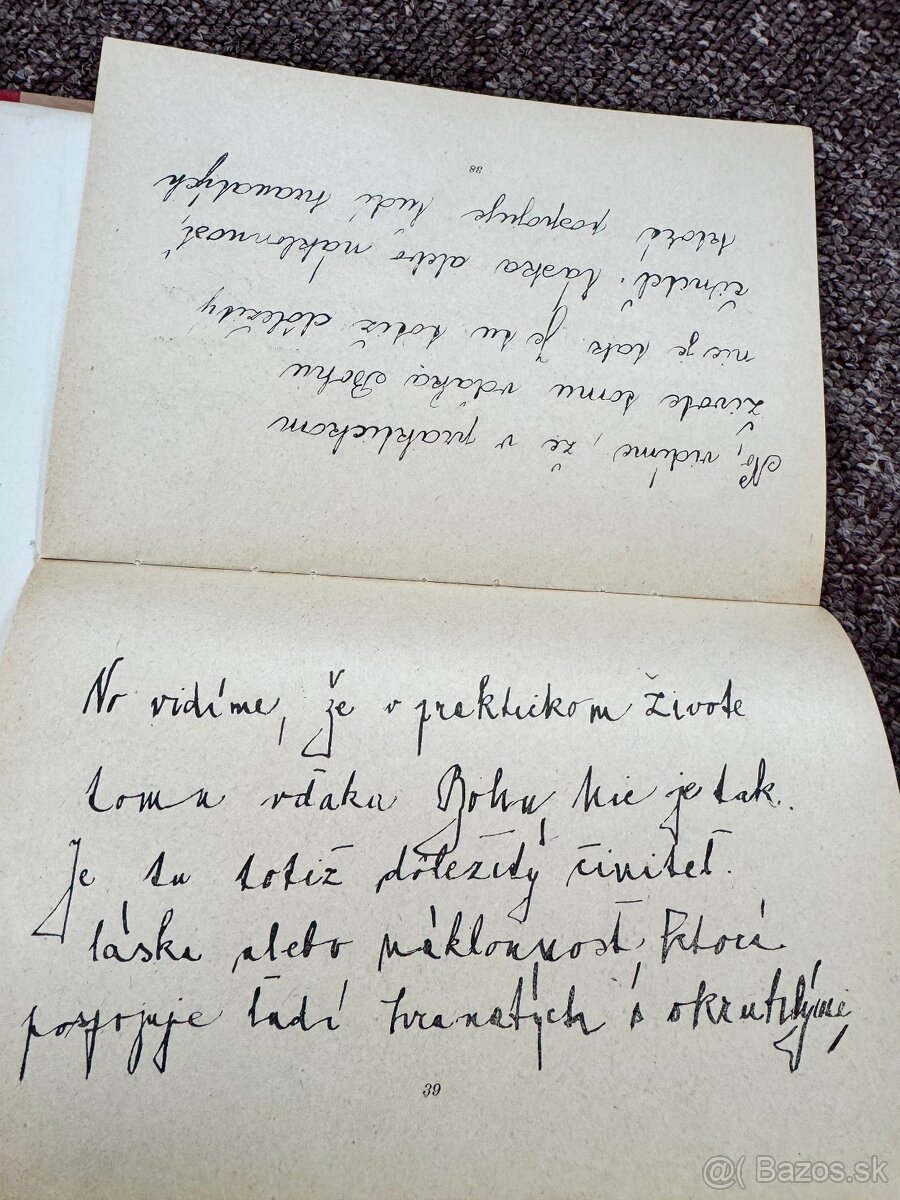 No, vidíme, že v praktickom
živote tomu vďaka Bohu
nie je tak. Je tu totiž dôležitý
činiteľ. láska alebo náklonnosť,
ktorá pospojuje ľudí hranatých
38
No vidíme, že v praktickom živote
tomu vďaka Bohu, nie je tak.
Je tu totiž dôležitý činiteľ.
láska alebo náklonnosť, ktorá
pospojuje ľudí hranatých s okrúhlými,
39
@( Bazos.sk